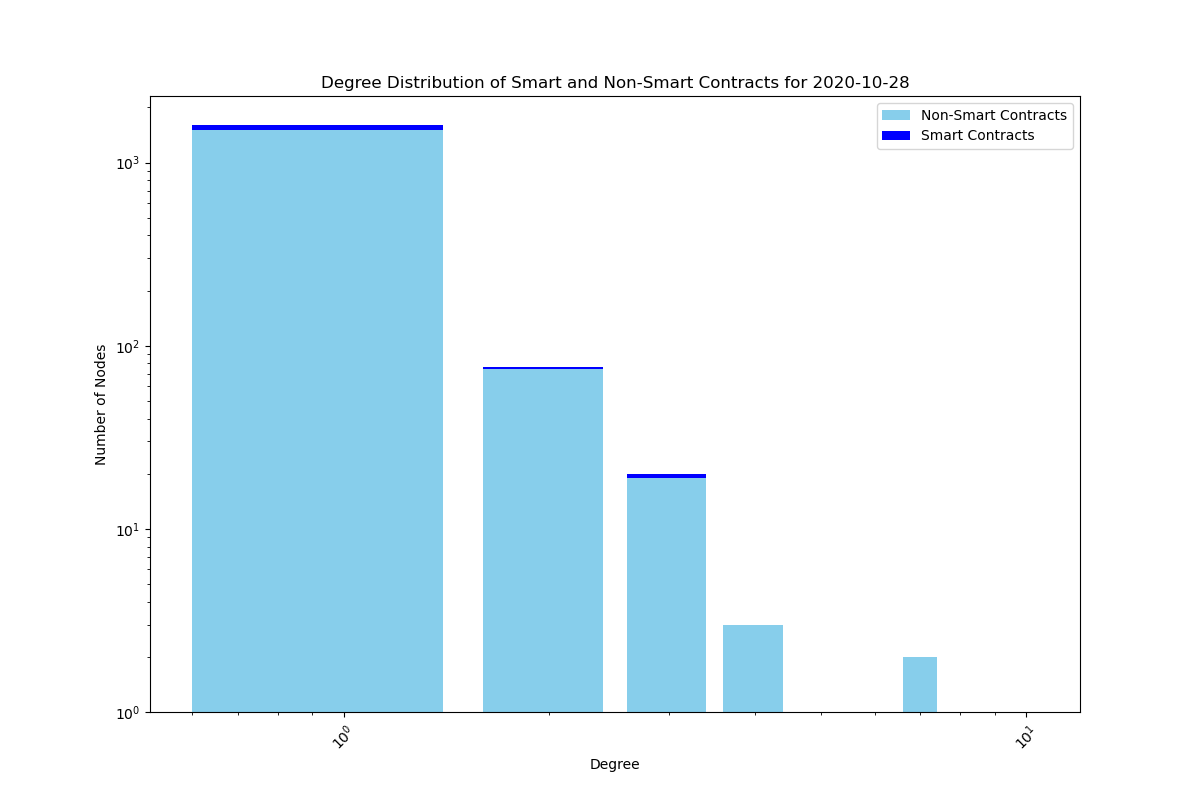 Degree Distribution of Smart and Non-Smart Contracts for 2020-10-28
Non-Smart Contracts
Smart Contracts
Number of Nodes
10³
10²
10¹
10⁰
10⁰
10¹
Degree